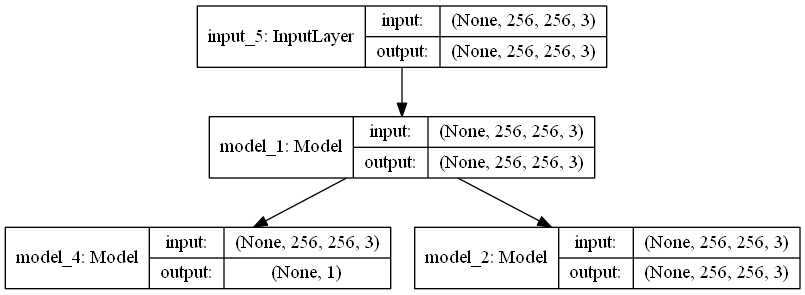 input_5: InputLayer
input: (None, 256, 256, 3)
output: (None, 256, 256, 3)
model_1: Model
input: (None, 256, 256, 3)
output: (None, 256, 256, 3)
model_4: Model
input: (None, 256, 256, 3)
output: (None, 1)
model_2: Model
input: (None, 256, 256, 3)
output: (None, 256, 256, 3)